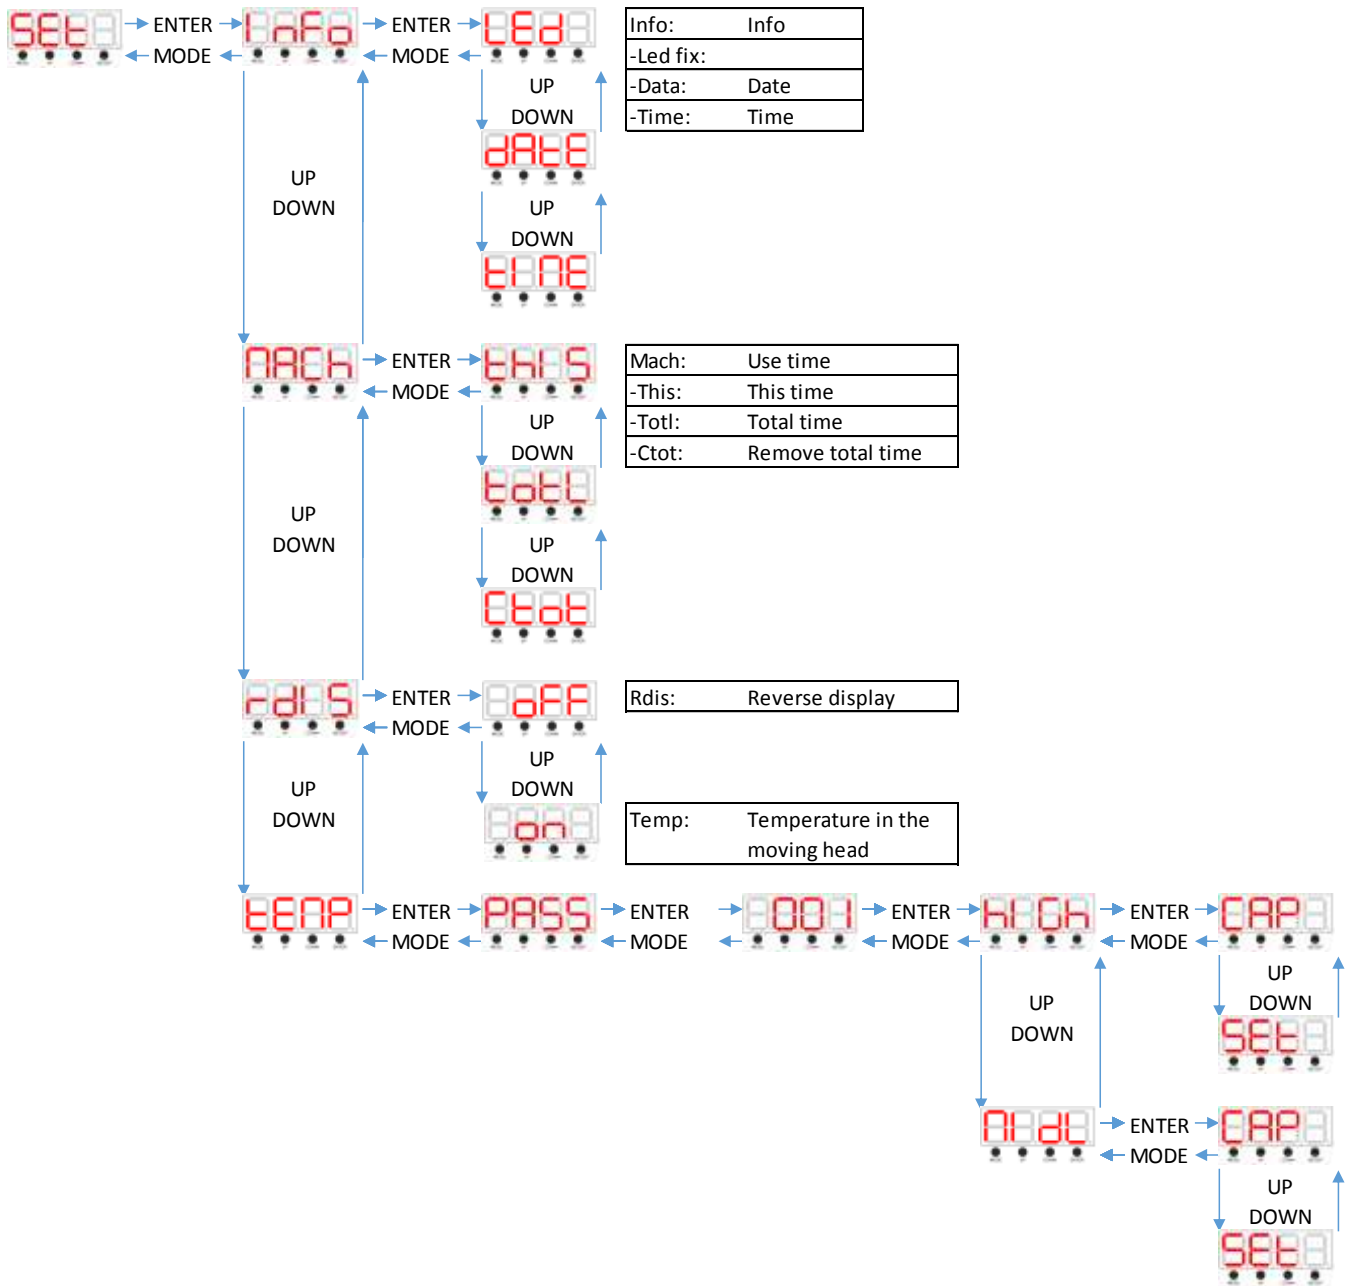 SEt ENTER InFo ENTER LEd
MODE MODE
Info: Info
-Led fix:
-Data: Date
-Time: Time
UP
DOWN
dAtE
UP
DOWN
UP
DOWN
tIME
MACh ENTER thIS
MODE
Mach: Use time
-This: This time
-Totl: Total time
-Ctot: Remove total time
UP
DOWN
totL
UP
DOWN
UP
DOWN
Ctot
rdIS ENTER oFF
MODE
Rdis: Reverse display
UP
DOWN
UP
DOWN
on
Temp: Temperature in the
moving head
tEMP ENTER PASS ENTER 001 ENTER hIGh ENTER CAP
MODE MODE MODE MODE
UP
DOWN
UP
DOWN
SEt
MIdL ENTER CAP
MODE
UP
DOWN
SEt